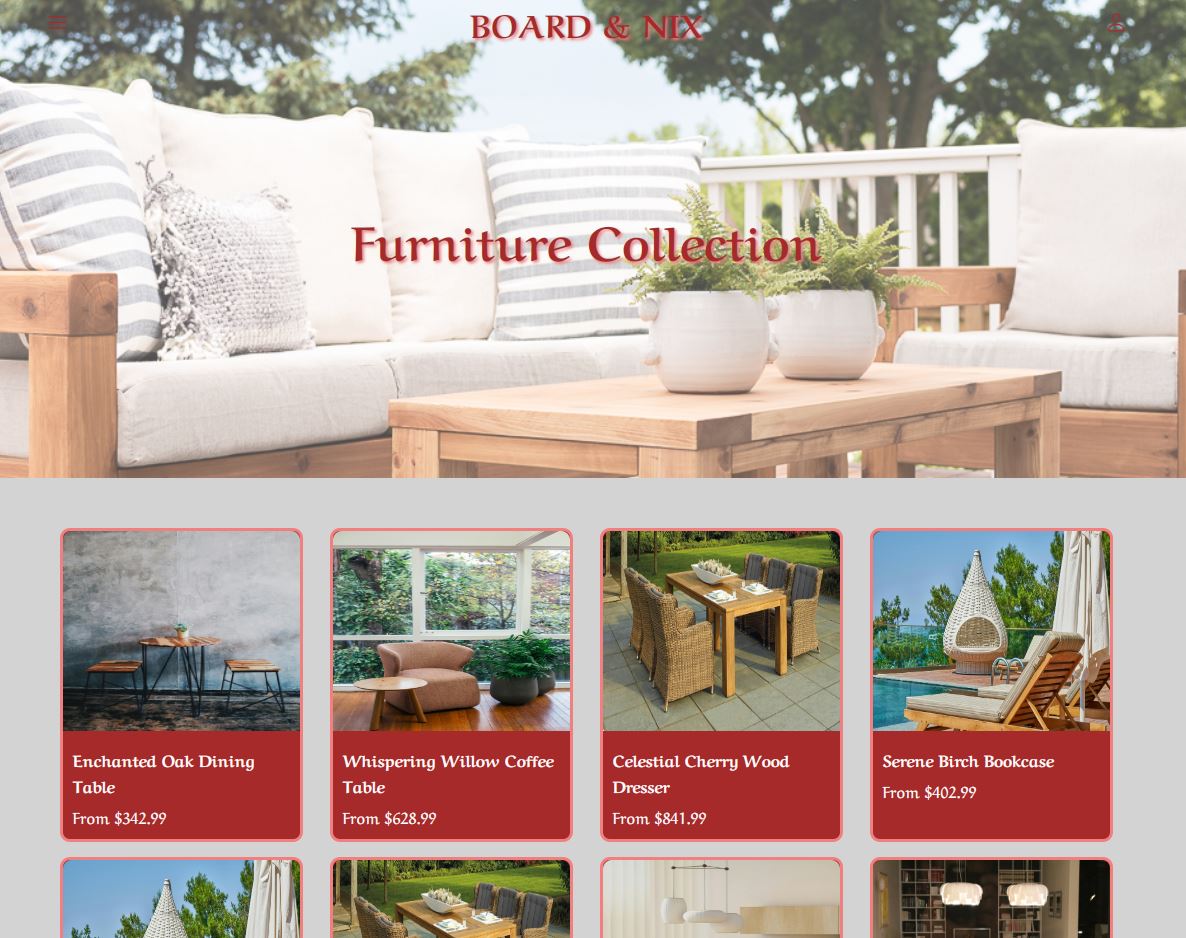 BOARD & NIX
Furniture Collection
Enchanted Oak Dining
Table
From $342.99
Whispering Willow Coffee
Table
From $628.99
Celestial Cherry Wood
Dresser
From $841.99
Serene Birch Bookcase
From $402.99